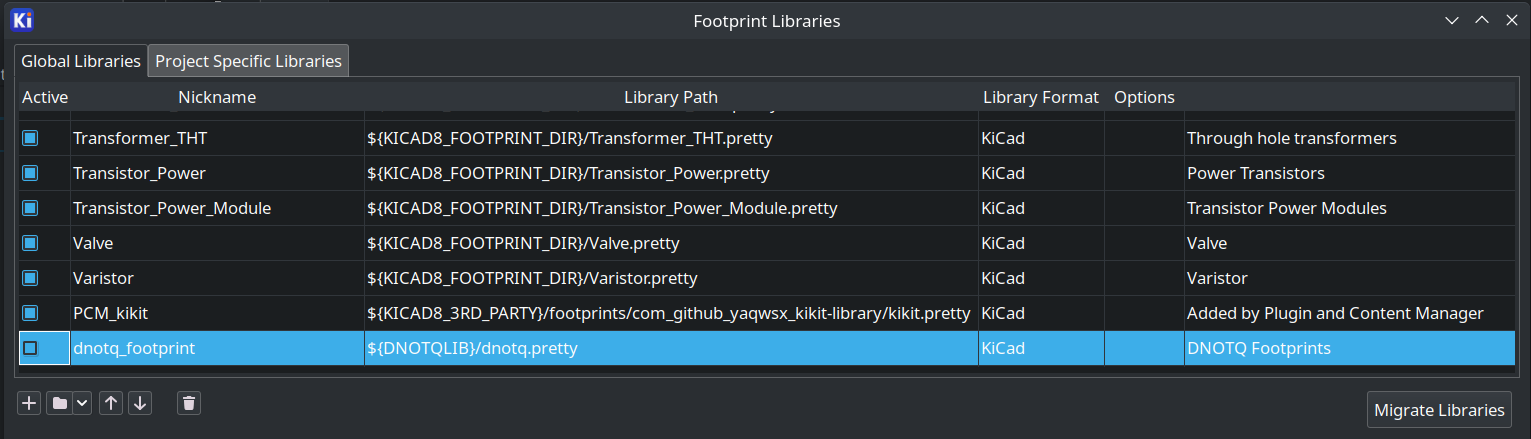 Ki Footprint Libraries
Global Libraries Project Specific Libraries
Active Nickname Library Path Library Format Options
Transformer_THT ${KICAD8_FOOTPRINT_DIR}/Transformer_THT.pretty KiCad Through hole transformers
Transistor_Power ${KICAD8_FOOTPRINT_DIR}/Transistor_Power.pretty KiCad Power Transistors
Transistor_Power_Module ${KICAD8_FOOTPRINT_DIR}/Transistor_Power_Module.pretty KiCad Transistor Power Modules
Valve ${KICAD8_FOOTPRINT_DIR}/Valve.pretty KiCad Valve
Varistor ${KICAD8_FOOTPRINT_DIR}/Varistor.pretty KiCad Varistor
PCM_kikit ${KICAD8_3RD_PARTY}/footprints/com_github_yaqwsx_kikit-library/kikit.pretty KiCad Added by Plugin and Content Manager
dnotq_footprint ${DNOTQLIB}/dnotq.pretty KiCad DNOTQ Footprints
Migrate Libraries